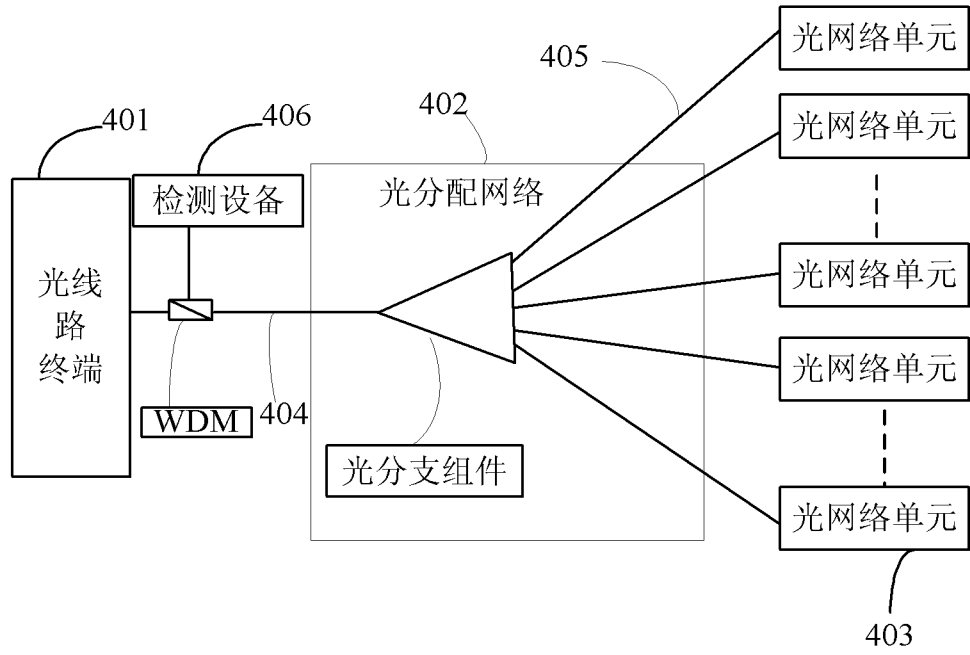 光网络单元
405
402
光网络单元
401
406
光分配网络
检测设备
光网络单元
光线
路
终端
光网络单元
WDM
404
光分支组件
光网络单元
403